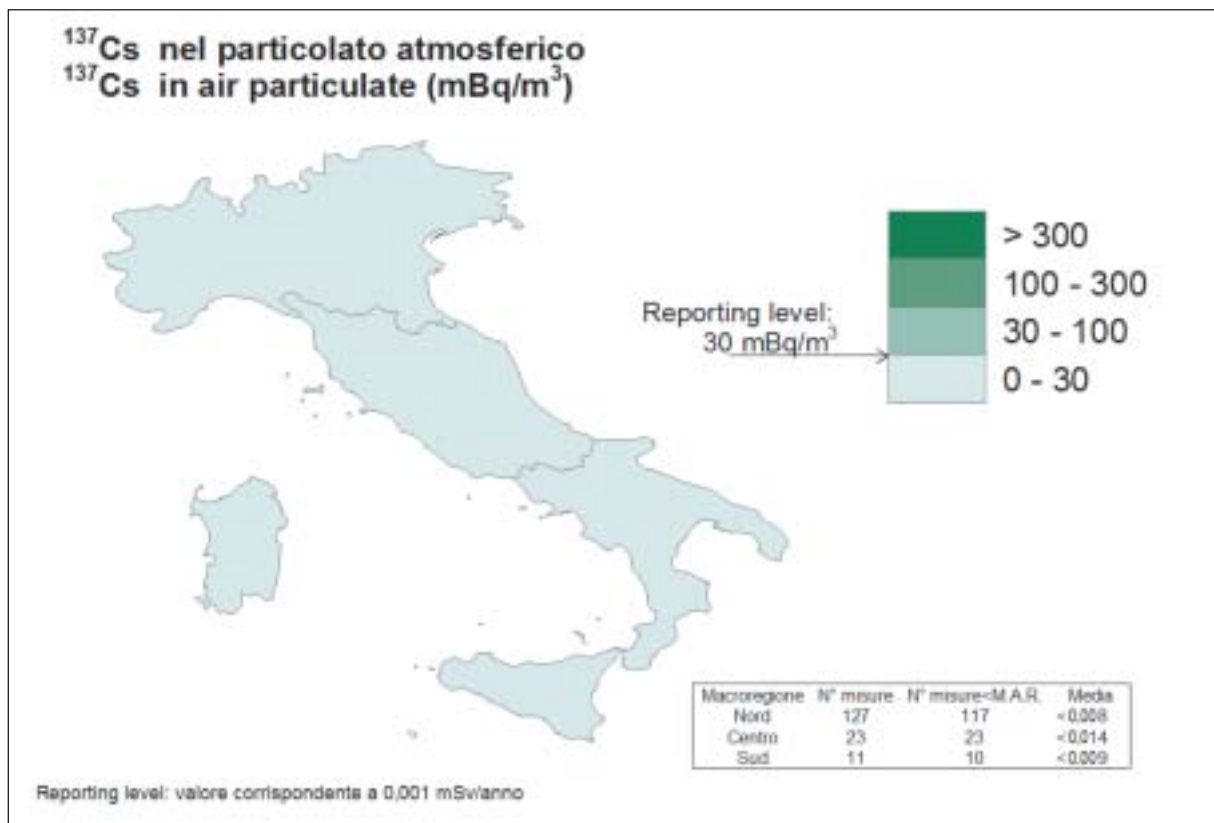 137Cs nel particolato atmosferico
137Cs in air particulate (mBq/m3)
> 300
100 - 300
30 - 100
0 - 30
Reporting level:
30 mBq/m3
Macroregione N° misure N° misure<M.A.R. Media
Nord 127 117 <0.008
Centro 23 23 <0.014
Sud 11 10 <0.009
Reporting level: valore corrispondente a 0,001 mSv/anno